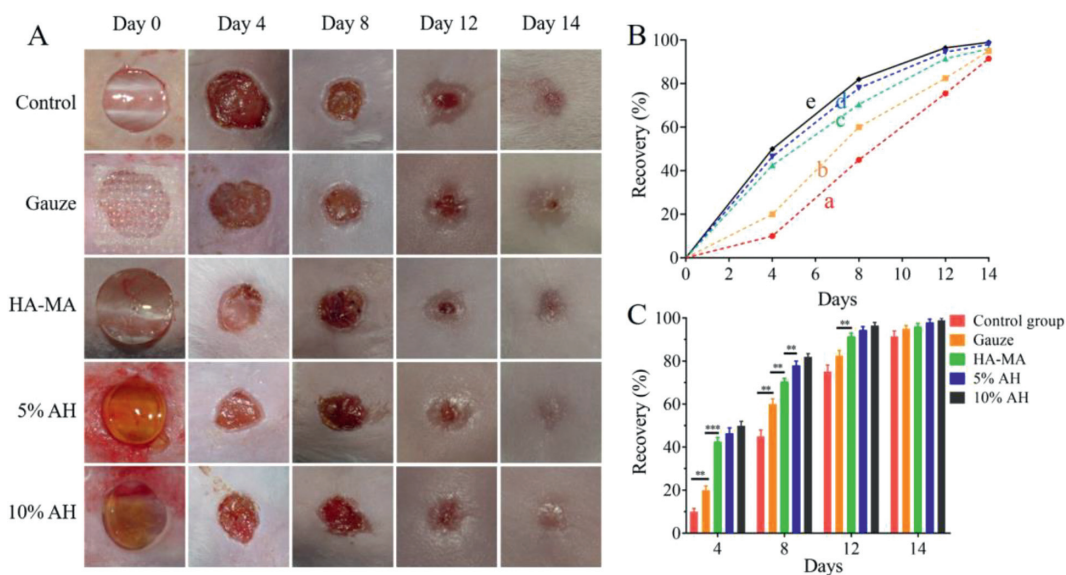 A
Day 0 Day 4 Day 8 Day 12 Day 14
Control
Gauze
HA-MA
5% AH
10% AH
B
Recovery (%)
100
80
60
40
20
0
e
d
c
b
a
0 2 4 6 8 10 12 14
Days
C
Recovery (%)
100
80
60
40
20
0
** *** ** ** ** **
Control group
Gauze
HA-MA
5% AH
10% AH
4 8 12 14
Days